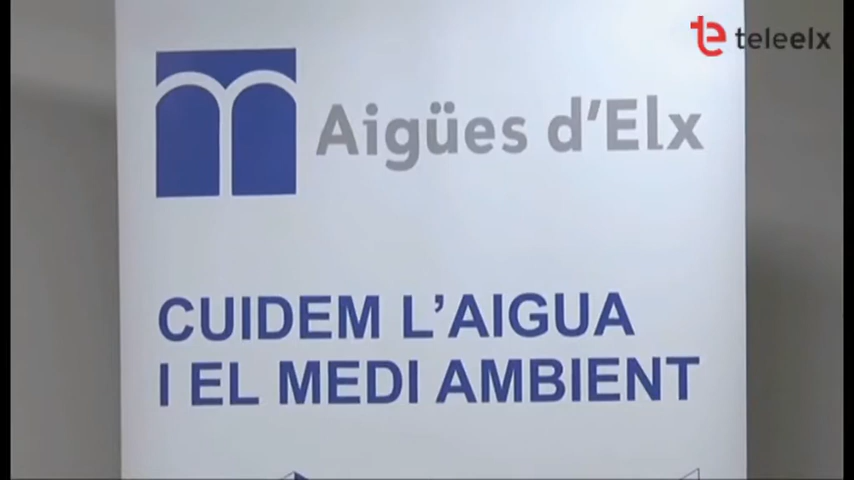 teleelx
Aigües d'Elx
CUIDEM L'AIGUA
I EL MEDI AMBIENT